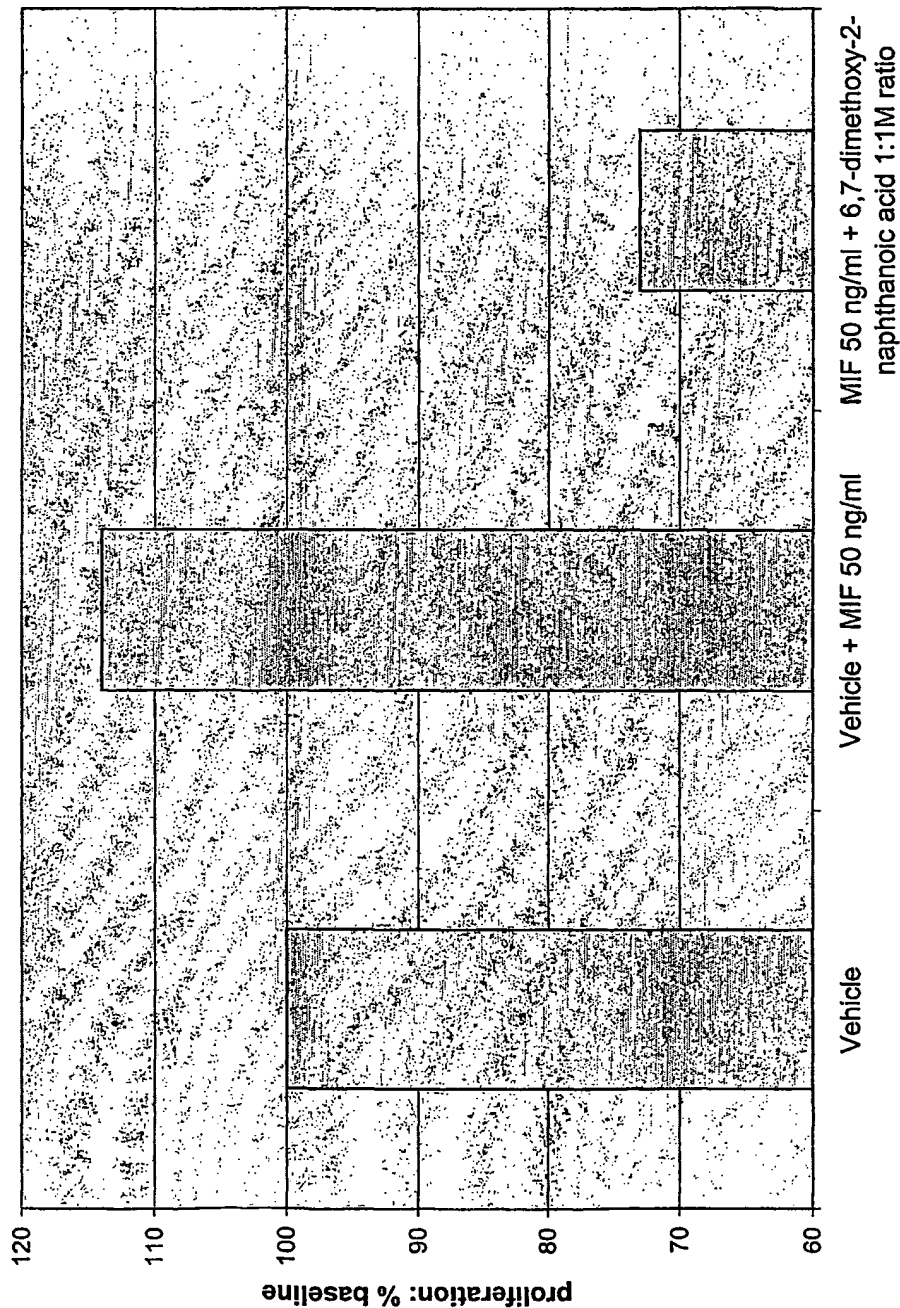 proliferation: % baseline
120
110
100
90
80
70
60
Vehicle
Vehicle + MIF 50 ng/ml
MIF 50 ng/ml + 6,7-dimethoxy-2-
naphthanoic acid 1:1M ratio